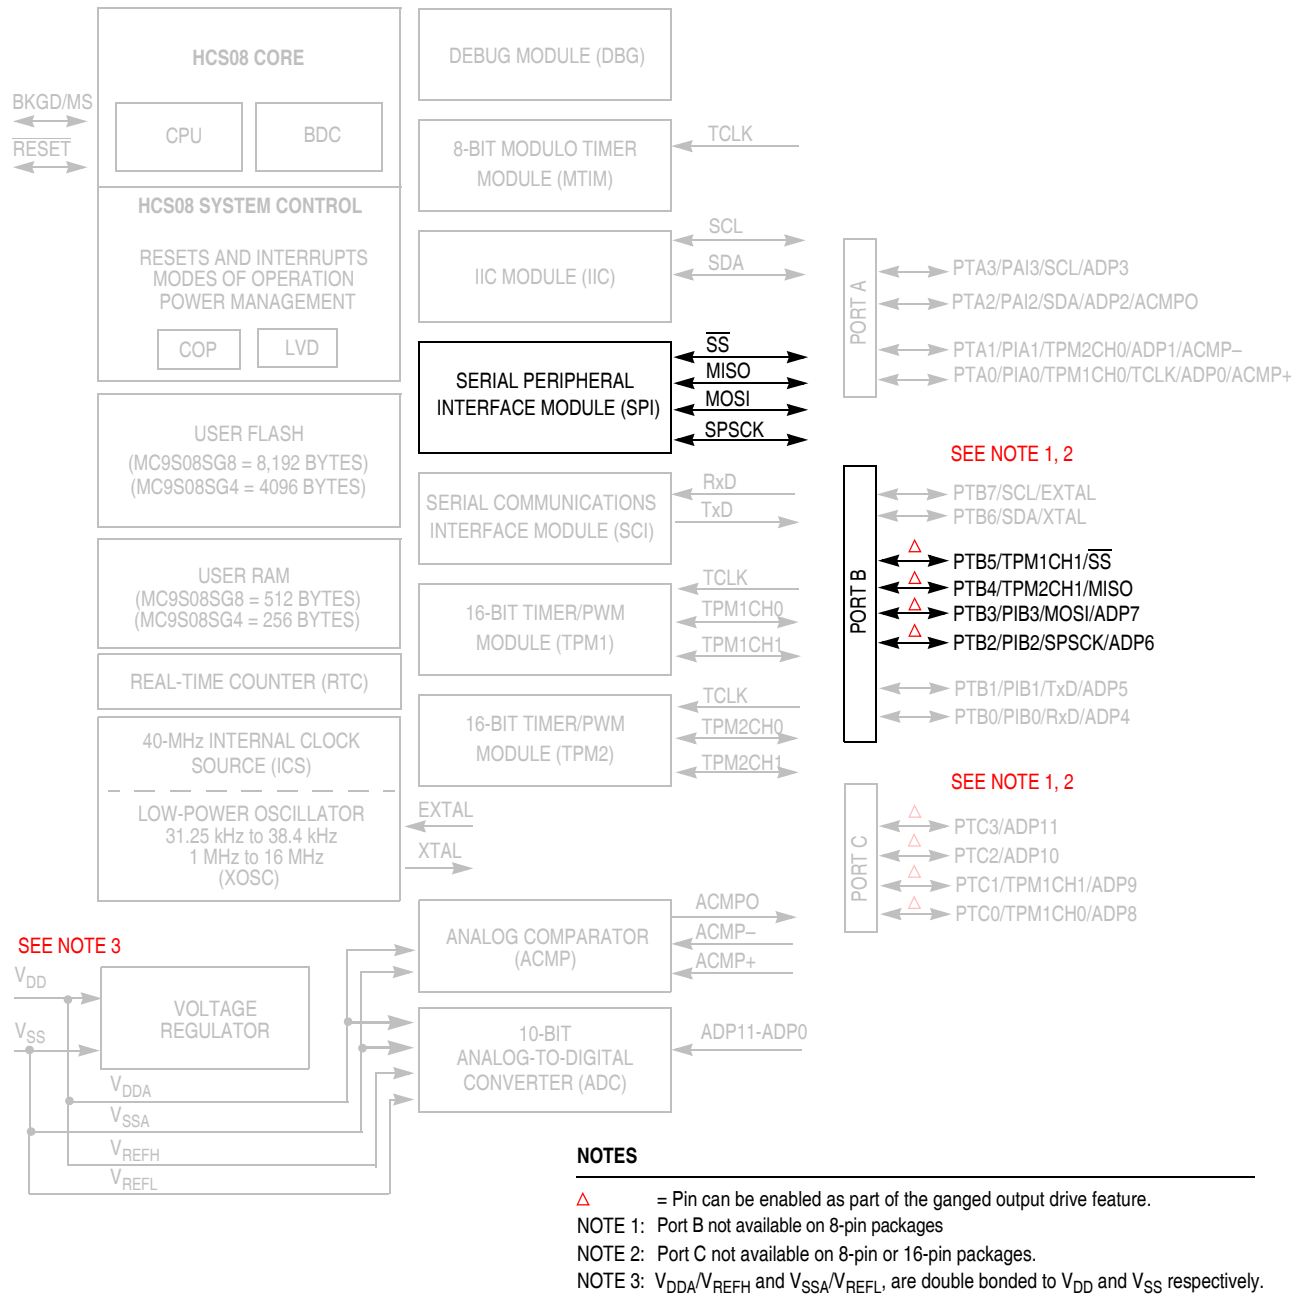 HCS08 CORE
BKGD/MS
RESET
CPU
BDC
HCS08 SYSTEM CONTROL
RESETS AND INTERRUPTS
MODES OF OPERATION
POWER MANAGEMENT
COP
LVD
USER FLASH
(MC9S08SG8 = 8,192 BYTES)
(MC9S08SG4 = 4096 BYTES)
USER RAM
(MC9S08SG8 = 512 BYTES)
(MC9S08SG4 = 256 BYTES)
REAL-TIME COUNTER (RTC)
40-MHz INTERNAL CLOCK
SOURCE (ICS)
LOW-POWER OSCILLATOR
31.25 kHz to 38.4 kHz
1 MHz to 16 MHz
(XOSC)
EXTAL
XTAL
SEE NOTE 3
VDD
VSS
VOLTAGE
REGULATOR
VDDA
VSSA
VREFH
VREFL
DEBUG MODULE (DBG)
8-BIT MODULO TIMER
MODULE (MTIM)
TCLK
IIC MODULE (IIC)
SCL
SDA
SERIAL PERIPHERAL
INTERFACE MODULE (SPI)
SS
MISO
MOSI
SPSCK
SERIAL COMMUNICATIONS
INTERFACE MODULE (SCI)
RxD
TxD
16-BIT TIMER/PWM
MODULE (TPM1)
TCLK
TPM1CH0
TPM1CH1
16-BIT TIMER/PWM
MODULE (TPM2)
TCLK
TPM2CH0
TPM2CH1
ANALOG COMPARATOR
(ACMP)
ACMPO
ACMP–
ACMP+
10-BIT
ANALOG-TO-DIGITAL
CONVERTER (ADC)
ADP11-ADP0
PORT A
PTA3/PAI3/SCL/ADP3
PTA2/PAI2/SDA/ADP2/ACMPO
PTA1/PIA1/TPM2CH0/ADP1/ACMP–
PTA0/PIA0/TPM1CH0/TCLK/ADP0/ACMP+
SEE NOTE 1, 2
PORT B
PTB7/SCL/EXTAL
PTB6/SDA/XTAL
PTB5/TPM1CH1/SS
PTB4/TPM2CH1/MISO
PTB3/PIB3/MOSI/ADP7
PTB2/PIB2/SPSCK/ADP6
PTB1/PIB1/TxD/ADP5
PTB0/PIB0/RxD/ADP4
SEE NOTE 1, 2
PORT C
PTC3/ADP11
PTC2/ADP10
PTC1/TPM1CH1/ADP9
PTC0/TPM1CH0/ADP8
NOTES
△ = Pin can be enabled as part of the ganged output drive feature.
NOTE 1: Port B not available on 8-pin packages
NOTE 2: Port C not available on 8-pin or 16-pin packages.
NOTE 3: VDDA/VREFH and VSSA/VREFL, are double bonded to VDD and VSS respectively.